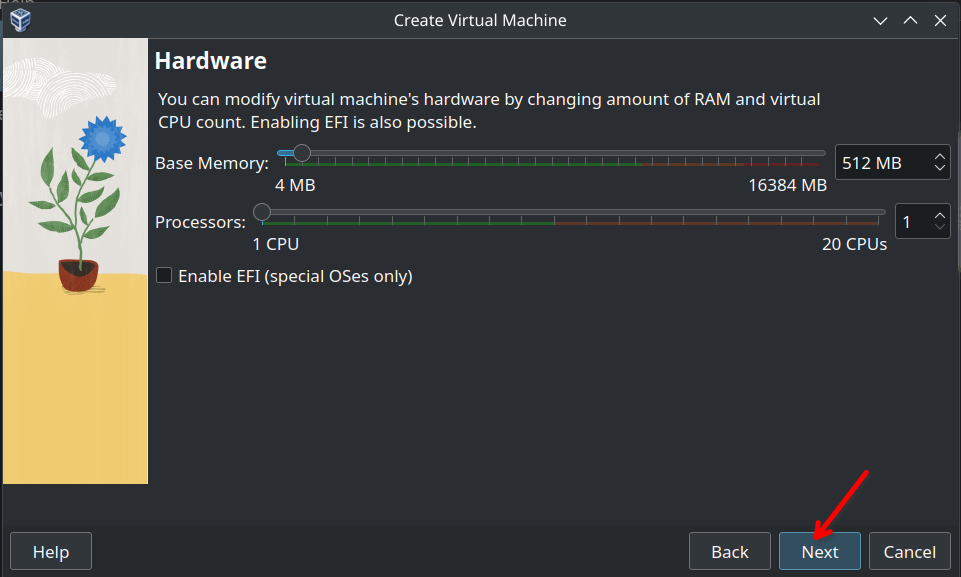 Create Virtual Machine
Hardware
You can modify virtual machine's hardware by changing amount of RAM and virtual
CPU count. Enabling EFI is also possible.
Base Memory: 512 MB
4 MB 16384 MB
Processors: 1
1 CPU 20 CPUs
Enable EFI (special OSes only)
Help Back Next Cancel